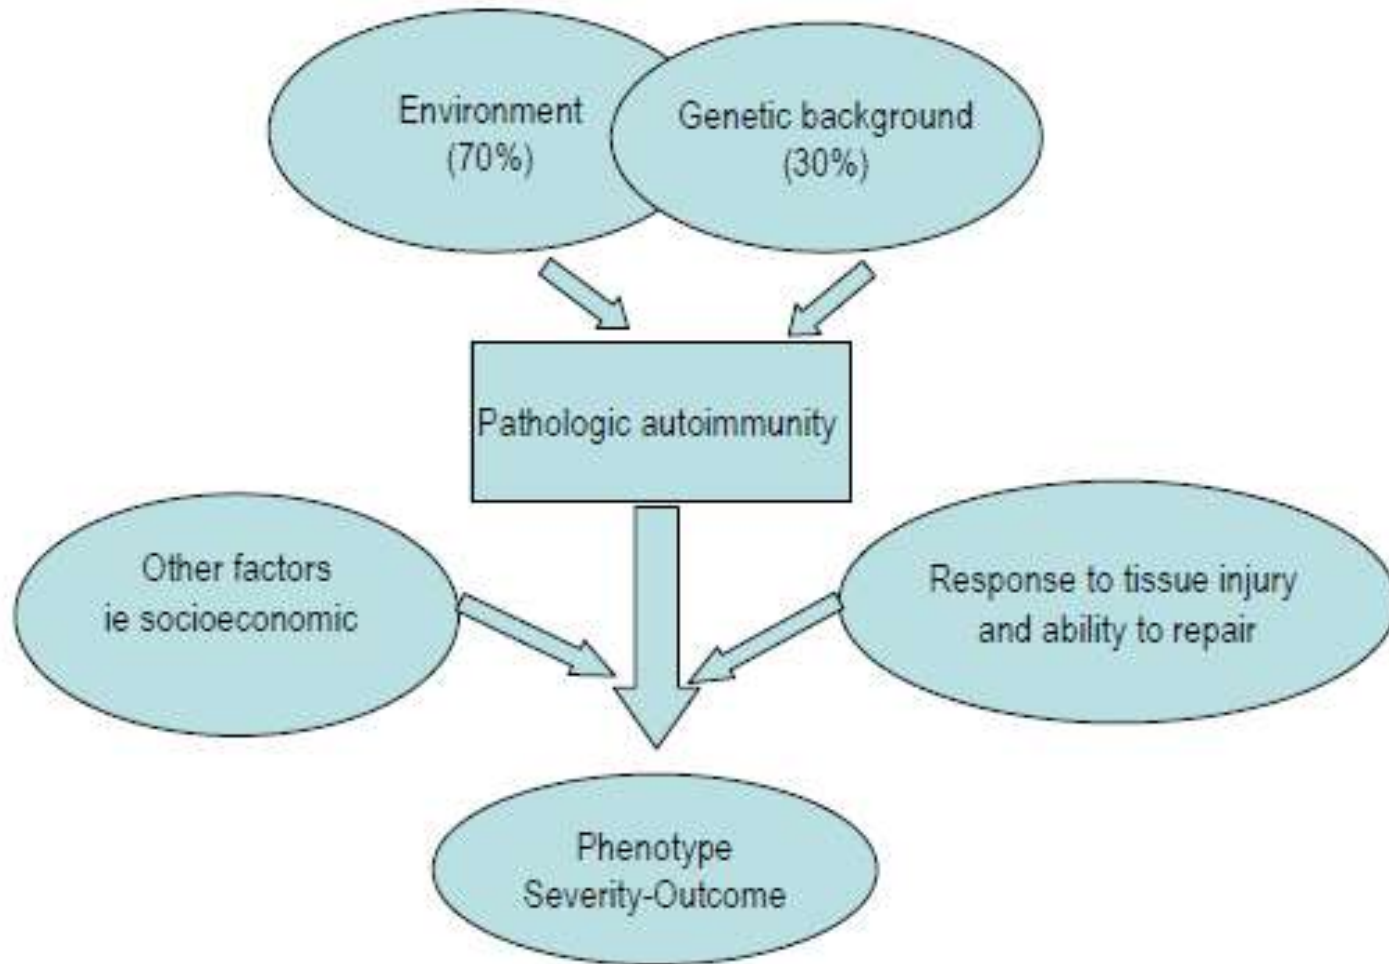 Environment
(70%)
Genetic background
(30%)
Pathologic autoimmunity
Other factors
ie socioeconomic
Response to tissue injury
and ability to repair
Phenotype
Severity-Outcome